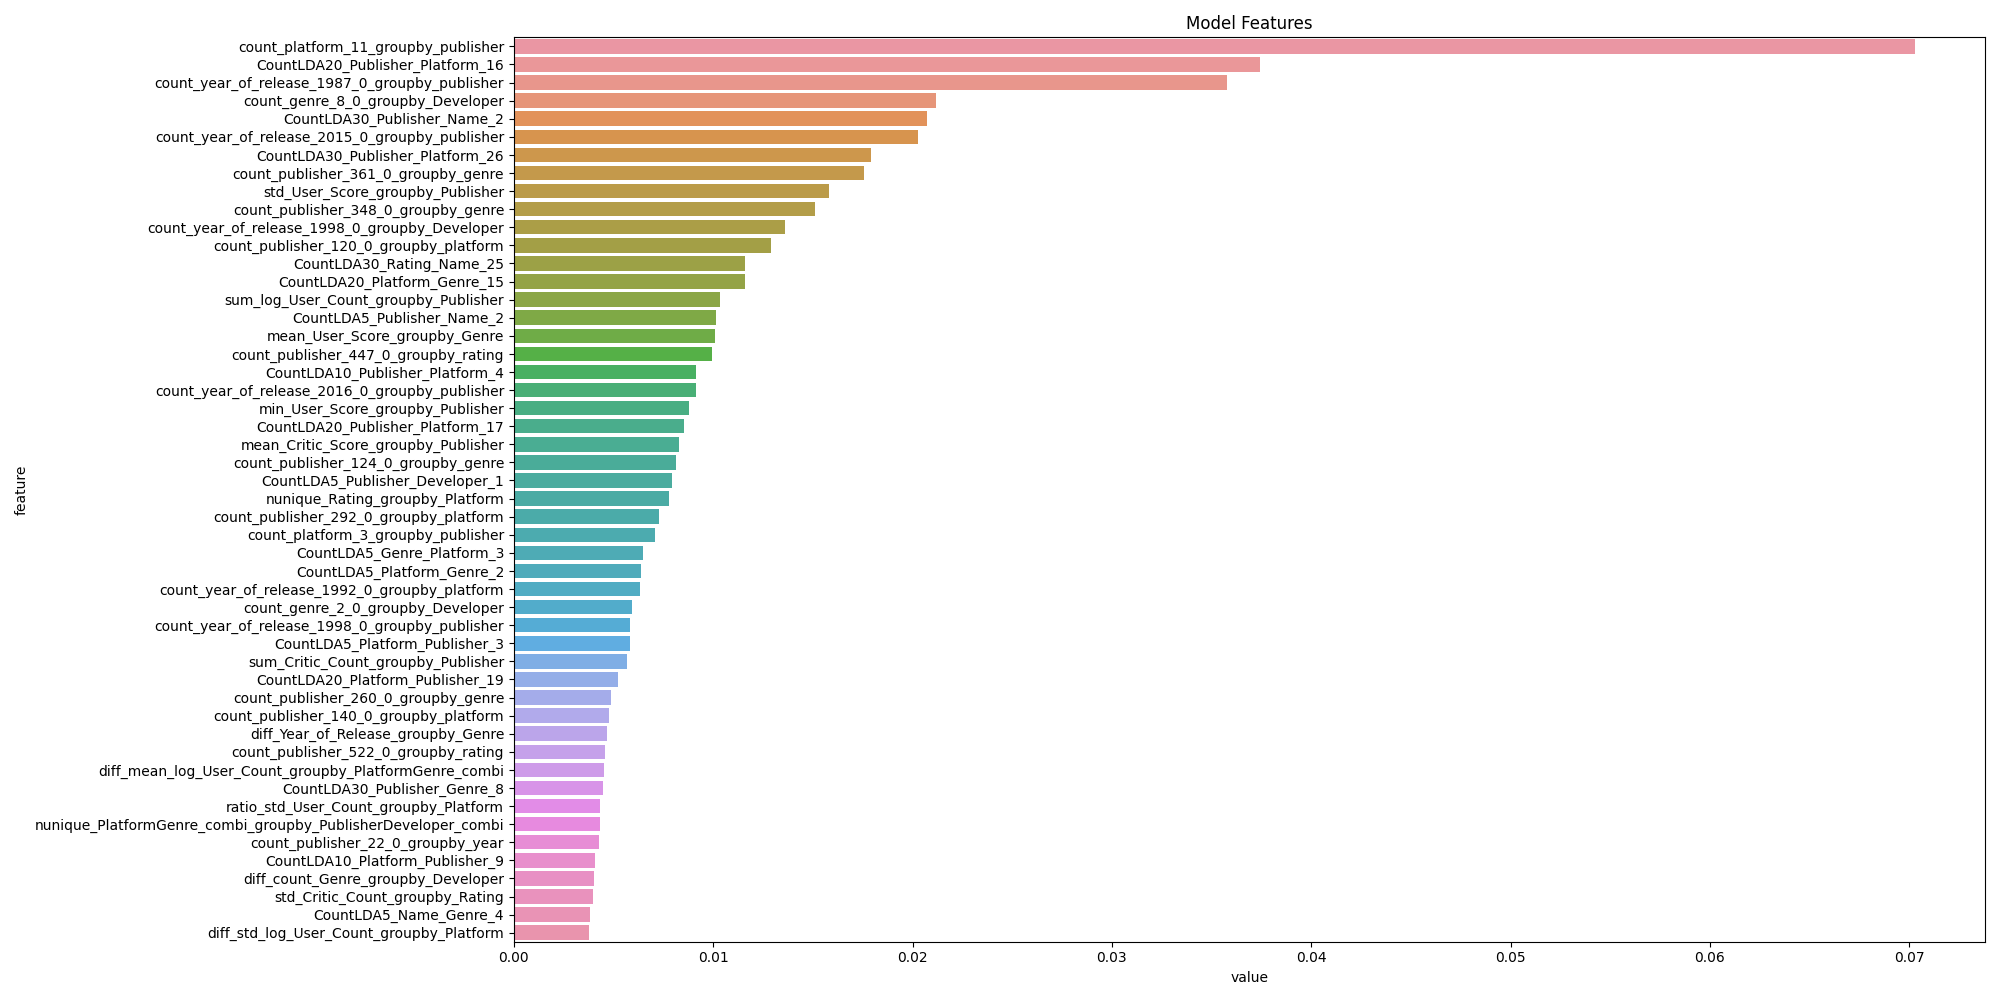 Model Features
count_platform_11_groupby_publisher
CountLDA20_Publisher_Platform_16
count_year_of_release_1987_0_groupby_publisher
count_genre_8_0_groupby_Developer
CountLDA30_Publisher_Name_2
count_year_of_release_2015_0_groupby_publisher
CountLDA30_Publisher_Platform_26
count_publisher_361_0_groupby_genre
std_User_Score_groupby_Publisher
count_publisher_348_0_groupby_genre
count_year_of_release_1998_0_groupby_Developer
count_publisher_120_0_groupby_platform
CountLDA30_Rating_Name_25
CountLDA20_Platform_Genre_15
sum_log_User_Count_groupby_Publisher
CountLDA5_Publisher_Name_2
mean_User_Score_groupby_Genre
count_publisher_447_0_groupby_rating
CountLDA10_Publisher_Platform_4
count_year_of_release_2016_0_groupby_publisher
min_User_Score_groupby_Publisher
CountLDA20_Publisher_Platform_17
mean_Critic_Score_groupby_Publisher
count_publisher_124_0_groupby_genre
CountLDA5_Publisher_Developer_1
nunique_Rating_groupby_Platform
count_publisher_292_0_groupby_platform
count_platform_3_groupby_publisher
CountLDA5_Genre_Platform_3
CountLDA5_Platform_Genre_2
count_year_of_release_1992_0_groupby_platform
count_genre_2_0_groupby_Developer
count_year_of_release_1998_0_groupby_publisher
CountLDA5_Platform_Publisher_3
sum_Critic_Count_groupby_Publisher
CountLDA20_Platform_Publisher_19
count_publisher_260_0_groupby_genre
count_publisher_140_0_groupby_platform
diff_Year_of_Release_groupby_Genre
count_publisher_522_0_groupby_rating
diff_mean_log_User_Count_groupby_PlatformGenre_combi
CountLDA30_Publisher_Genre_8
ratio_std_User_Count_groupby_Platform
nunique_PlatformGenre_combi_groupby_PublisherDeveloper_combi
count_publisher_22_0_groupby_year
CountLDA10_Platform_Publisher_9
diff_count_Genre_groupby_Developer
std_Critic_Count_groupby_Rating
CountLDA5_Name_Genre_4
diff_std_log_User_Count_groupby_Platform
feature
0.00 0.01 0.02 0.03 0.04 0.05 0.06 0.07
value